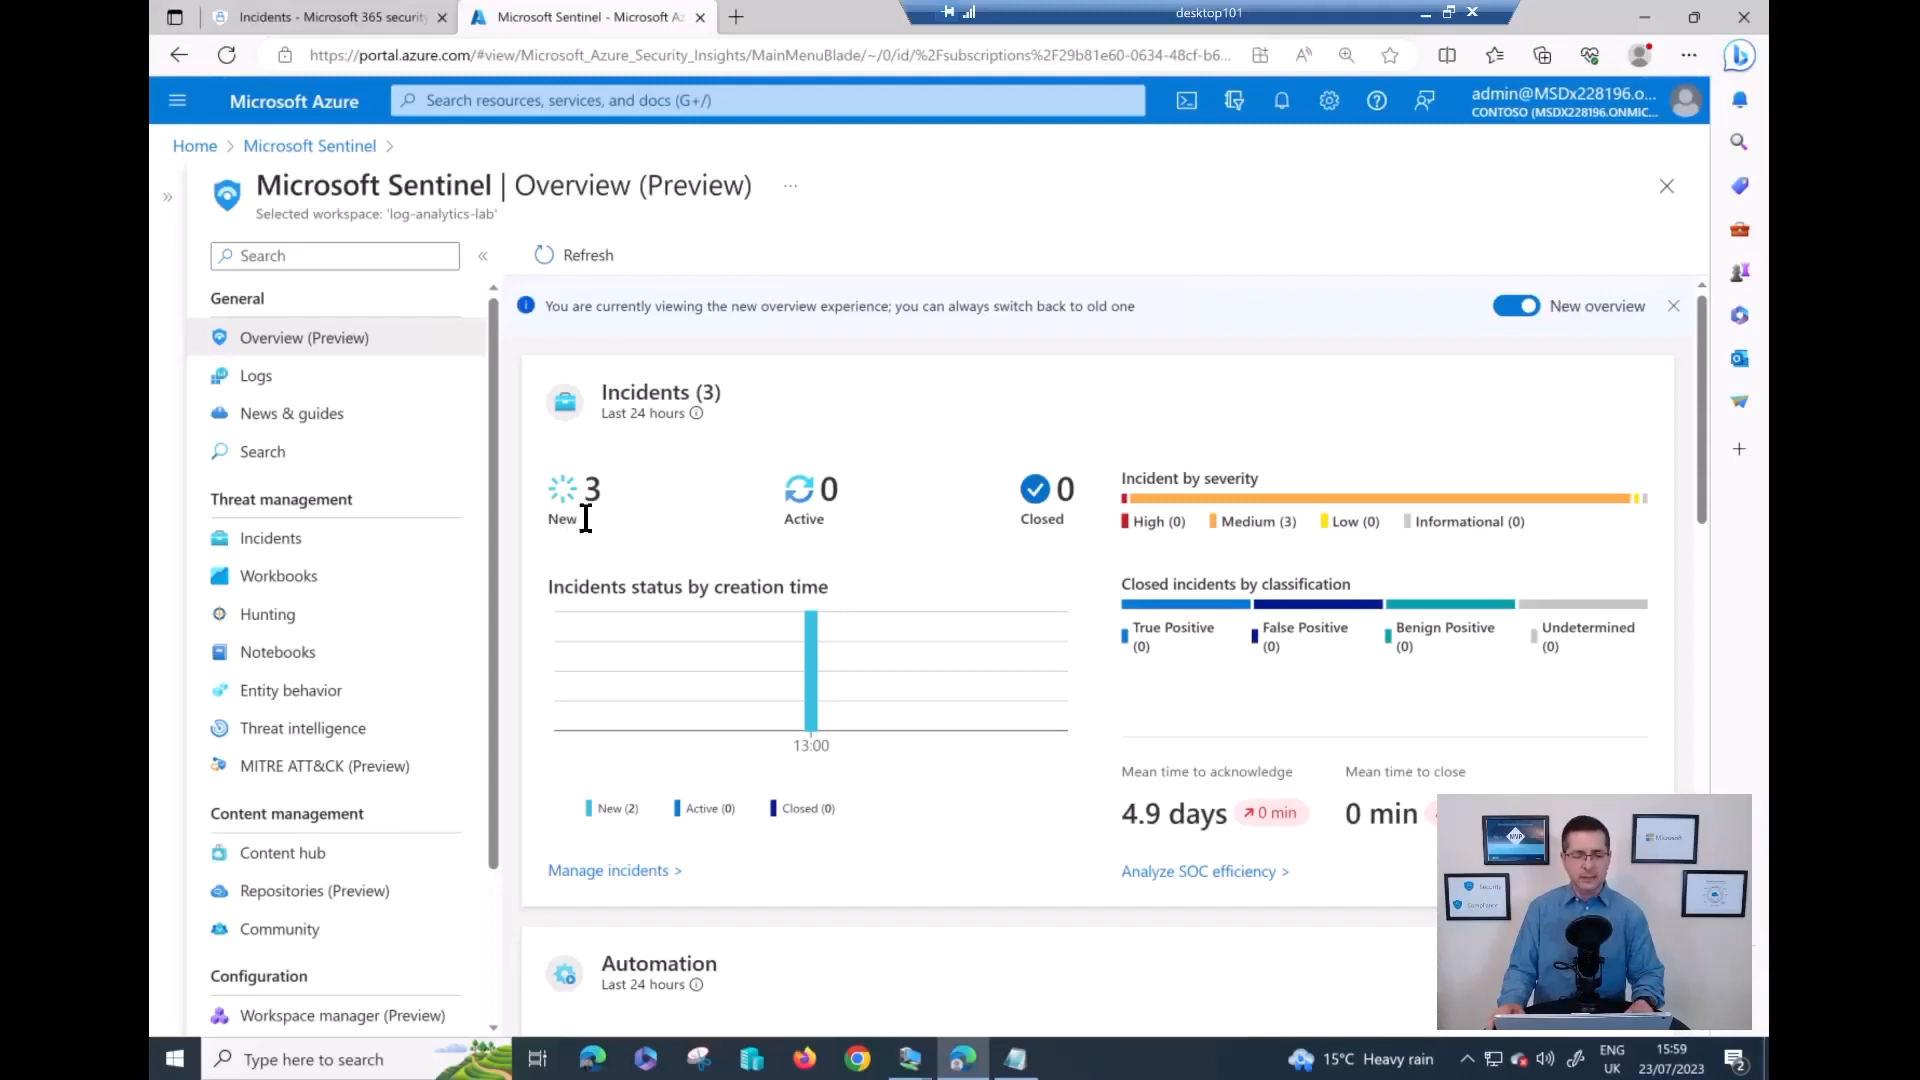 Incidents - Microsoft 365 security
Microsoft Sentinel - Microsoft Az
desktop101
https://portal.azure.com/#view/Microsoft_Azure_Security_Insights/MainMenuBlade/~/0/id/%2Fsubscriptions%2F29b81e60-0634-48cf-b6...
Microsoft Azure
Search resources, services, and docs (G+/)
admin@MSDx228196.o...
CONTOSO (MSDX228196.ONMIC...
Home > Microsoft Sentinel >
Microsoft Sentinel | Overview (Preview) ...
Selected workspace: 'log-analytics-lab'
Search
«
Refresh
General
Overview (Preview)
Logs
News & guides
Search
Threat management
Incidents
Workbooks
Hunting
Notebooks
Entity behavior
Threat intelligence
MITRE ATT&CK (Preview)
Content management
Content hub
Repositories (Preview)
Community
Configuration
Workspace manager (Preview)
You are currently viewing the new overview experience; you can always switch back to old one
New overview
Incidents (3)
Last 24 hours
3
New
0
Active
0
Closed
Incident by severity
High (0)
Medium (3)
Low (0)
Informational (0)
Incidents status by creation time
13:00
New (2)
Active (0)
Closed (0)
Manage incidents >
Closed incidents by classification
True Positive (0)
False Positive (0)
Benign Positive (0)
Undetermined (0)
Mean time to acknowledge
4.9 days
0 min
Mean time to close
0 min
Analyze SOC efficiency >
Automation
Last 24 hours
MVP
Microsoft
Security
Compliance
Type here to search
15°C Heavy rain
ENG
UK
15:59
23/07/2023
2